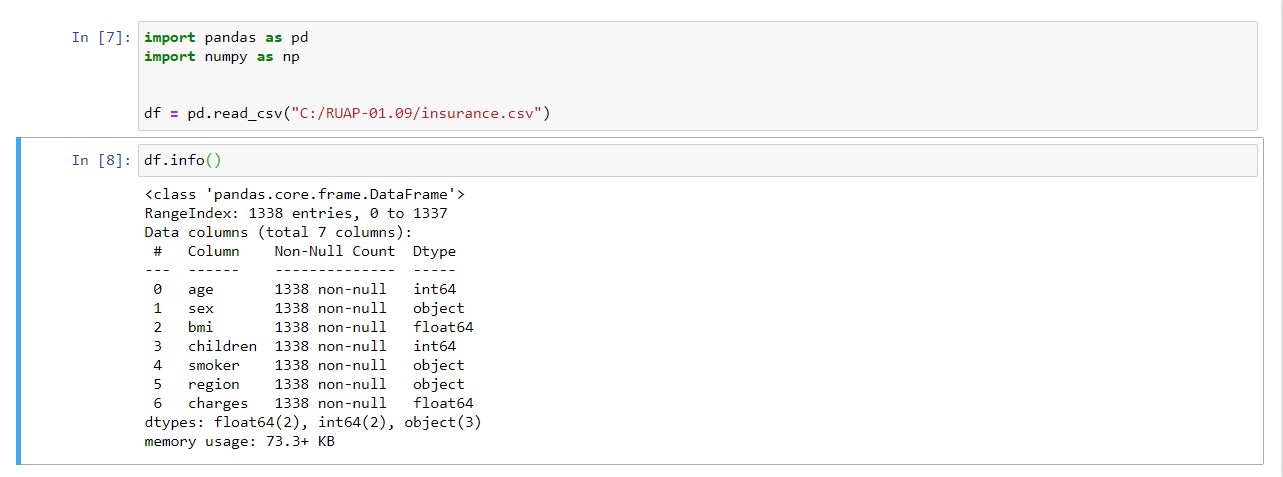 In [7]: import pandas as pd
import numpy as np
df = pd.read_csv("C:/RUAP-01.09/insurance.csv")
In [8]: df.info()
<class 'pandas.core.frame.DataFrame'>
RangeIndex: 1338 entries, 0 to 1337
Data columns (total 7 columns):
 #   Column    Non-Null Count  Dtype
---  ------    --------------  -----
 0   age       1338 non-null   int64
 1   sex       1338 non-null   object
 2   bmi       1338 non-null   float64
 3   children  1338 non-null   int64
 4   smoker    1338 non-null   object
 5   region    1338 non-null   object
 6   charges   1338 non-null   float64
dtypes: float64(2), int64(2), object(3)
memory usage: 73.3+ KB